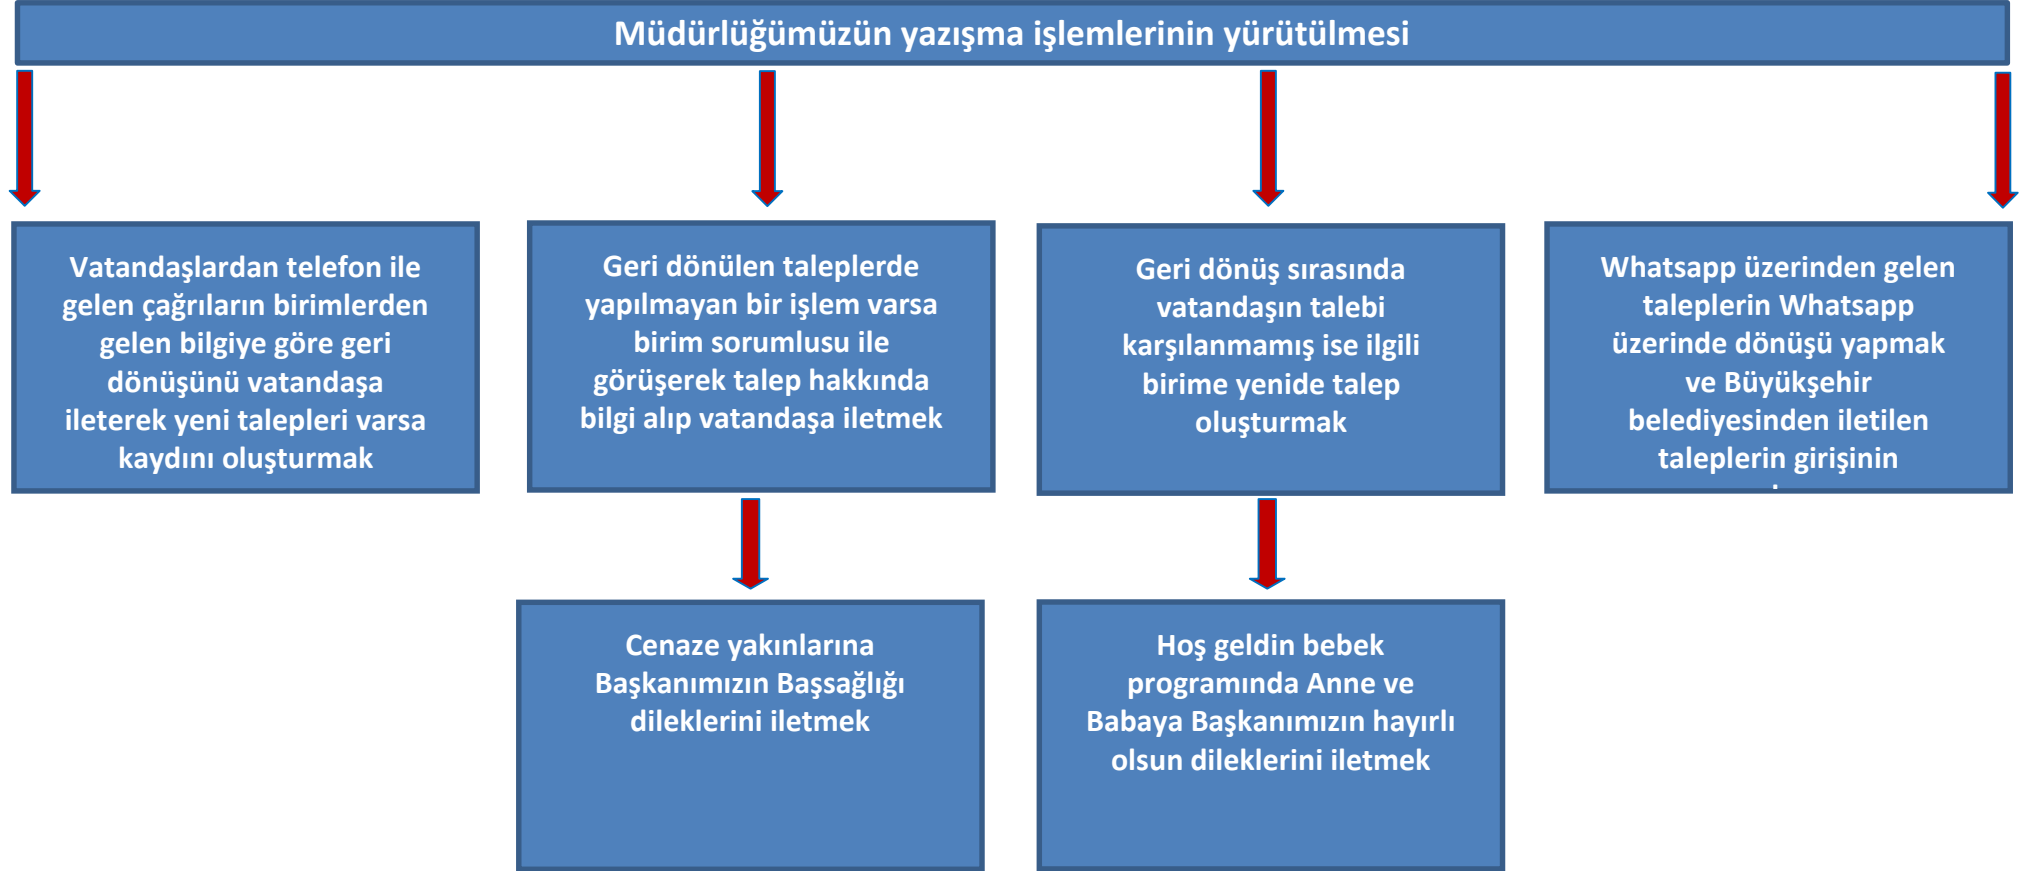 Müdürlüğümüzün yazışma işlemlerinin yürütülmesi
Vatandaşlardan telefon ile
gelen çağrıların birimlerden
gelen bilgiye göre geri
dönüşünü vatandaşa
ileterek yeni talepleri varsa
kaydını oluşturmak
Geri dönülen taleplerde
yapılmayan bir işlem varsa
birim sorumlusu ile
görüşerek talep hakkında
bilgi alıp vatandaşa iletmek
Geri dönüş sırasında
vatandaşın talebi
karşılanmamış ise ilgili
birime yenide talep
oluşturmak
Whatsapp üzerinden gelen
taleplerin Whatsapp
üzerinde dönüşü yapmak
ve Büyükşehir
belediyesinden iletilen
taleplerin girişinin
Cenaze yakınlarına
Başkanımızın Başsağlığı
dileklerini iletmek
Hoş geldin bebek
programında Anne ve
Babaya Başkanımızın hayırlı
olsun dileklerini iletmek